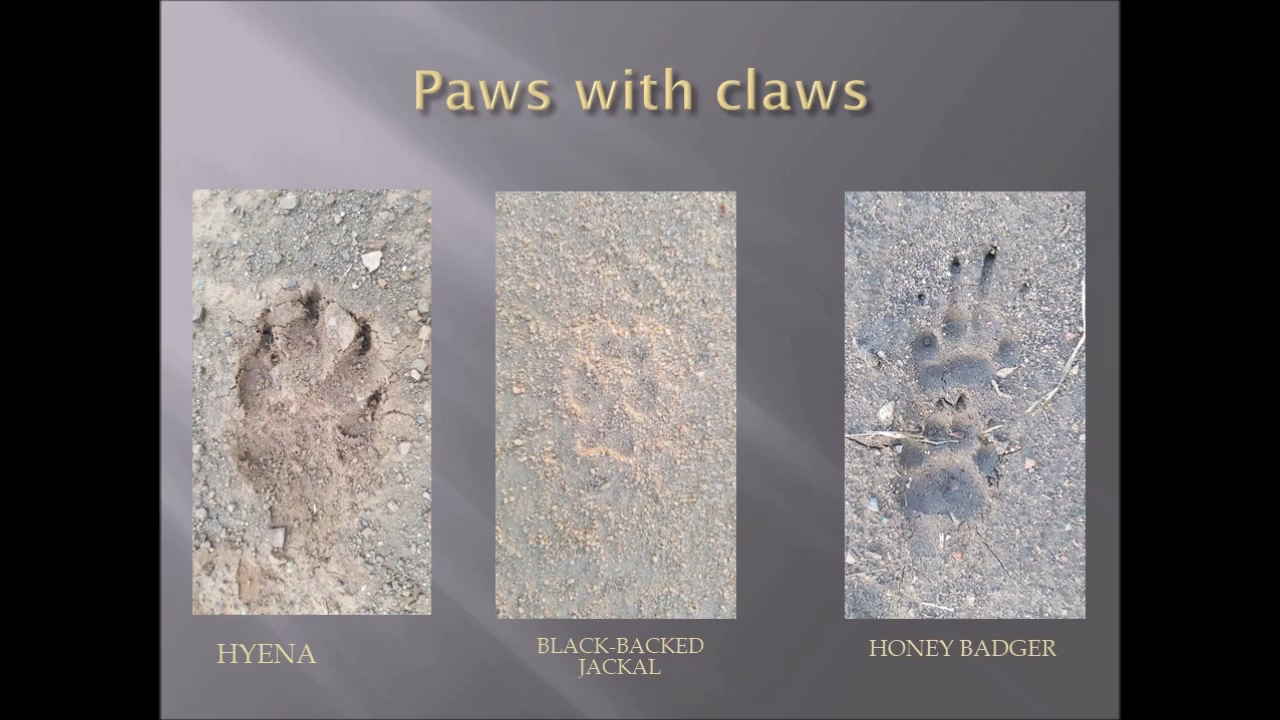 Paws with claws
HYENA
BLACK-BACKED
JACKAL
HONEY BADGER